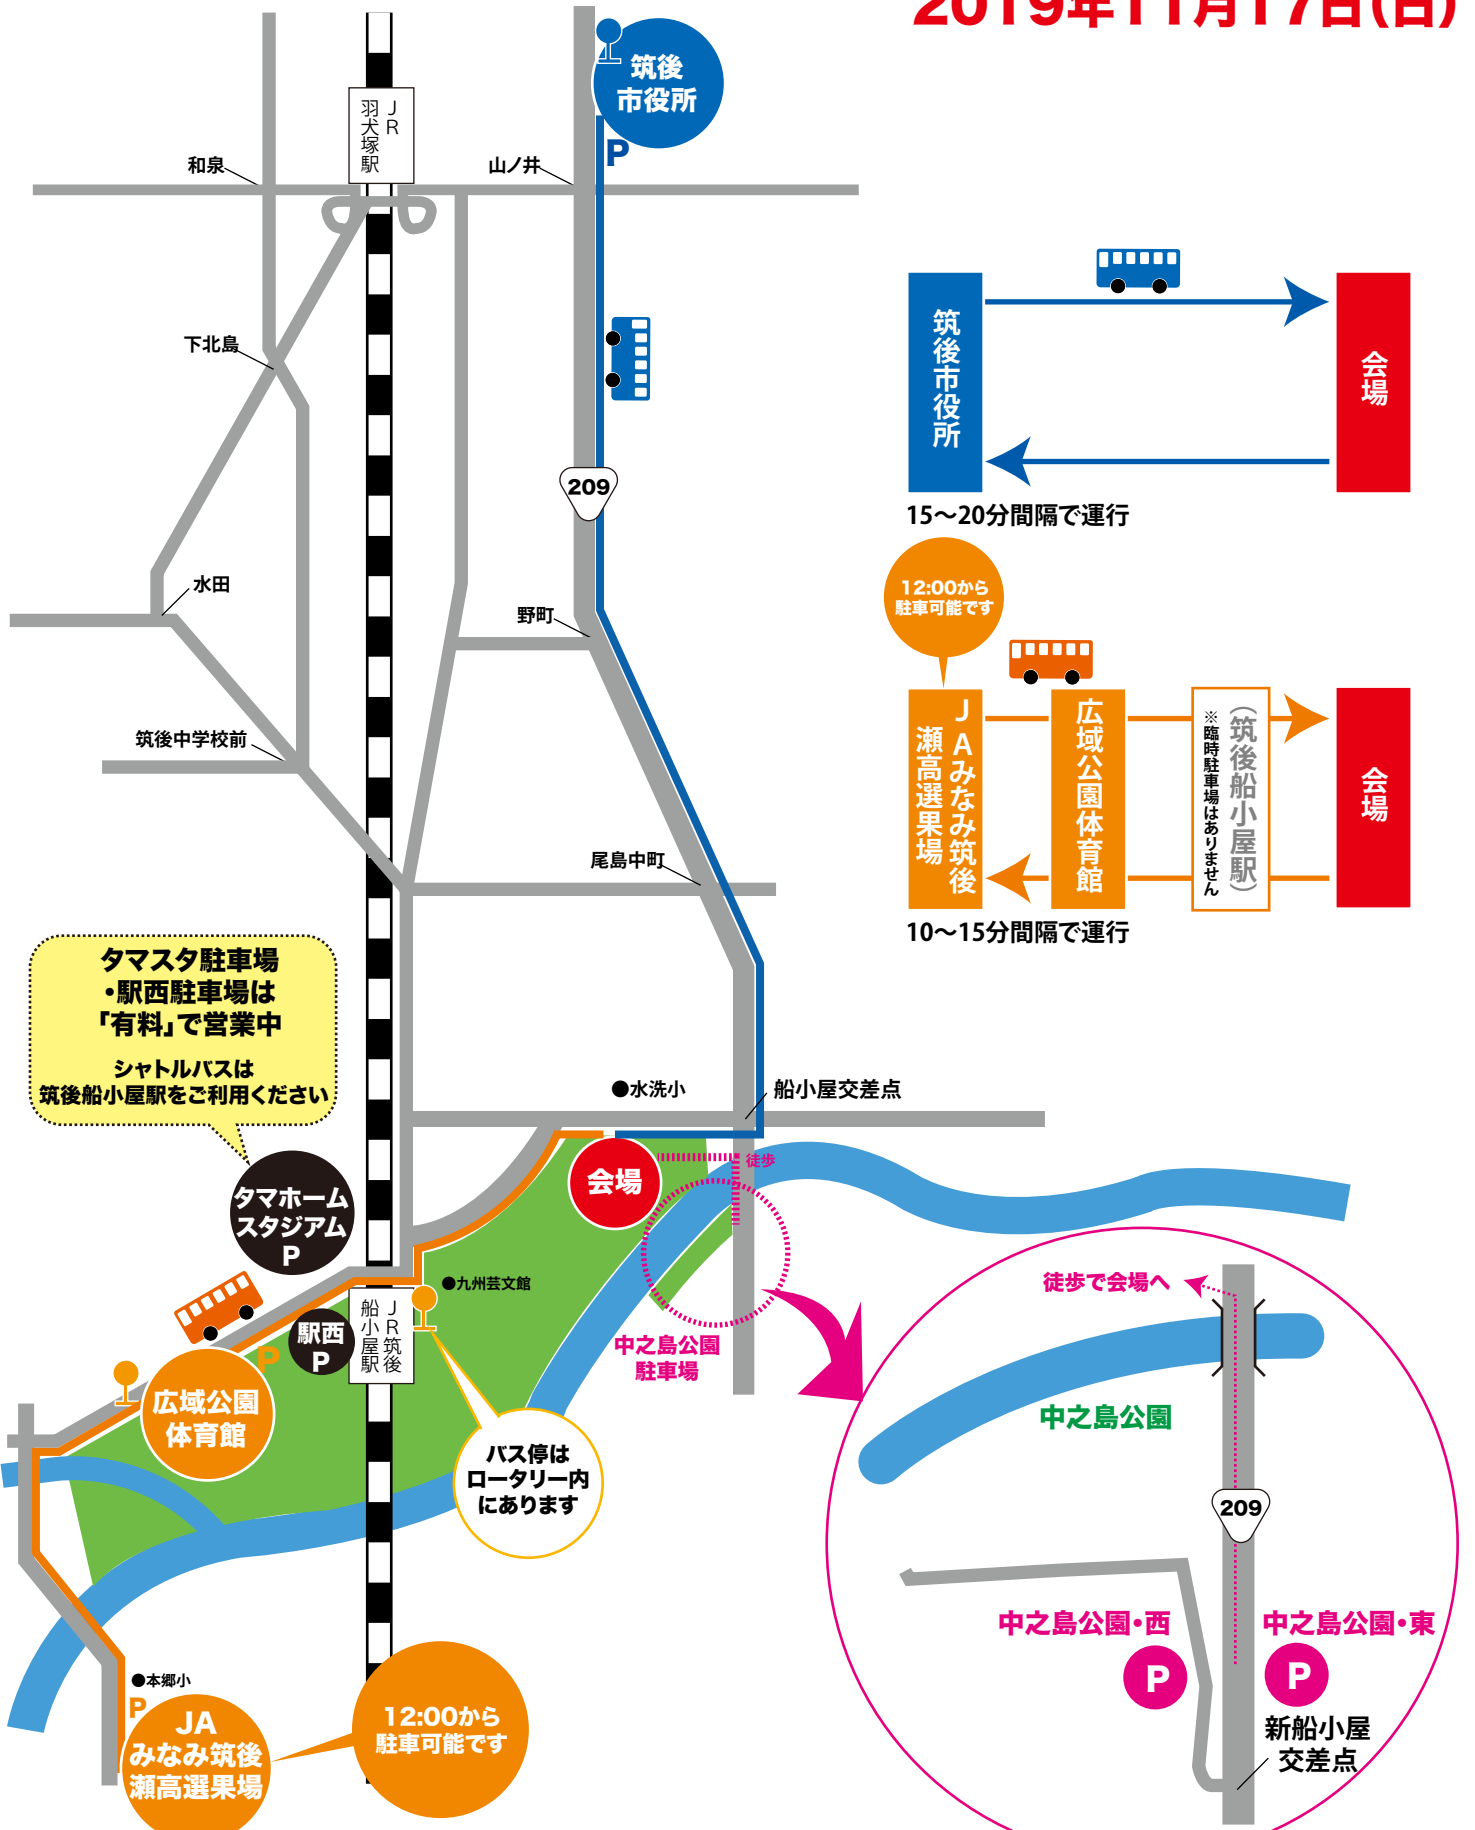 2019年11月17日(日)
筑後
市役所
P
JR
羽犬塚駅
和泉
山ノ井
下北島
209
水田
野町
筑後中学校前
尾島中町
筑後市役所
会場
15〜20分間隔で運行
12:00から
駐車可能です
JAみなみ筑後
瀬高選果場
広域公園体育館
(筑後船小屋駅)
※臨時駐車場はありません
会場
10〜15分間隔で運行
タマスタ駐車場
・駅西駐車場は
「有料」で営業中
シャトルバスは
筑後船小屋駅をご利用ください
●水洗小
船小屋交差点
会場
徒歩
タマホーム
スタジアム
P
●九州芸文館
JR筑後
船小屋駅
駅西
P
P
広域公園
体育館
中之島公園
駐車場
バス停は
ロータリー内
にあります
徒歩で会場へ
中之島公園
209
中之島公園・西
P
中之島公園・東
P
新船小屋
交差点
●本郷小
P
JA
みなみ筑後
瀬高選果場
12:00から
駐車可能です